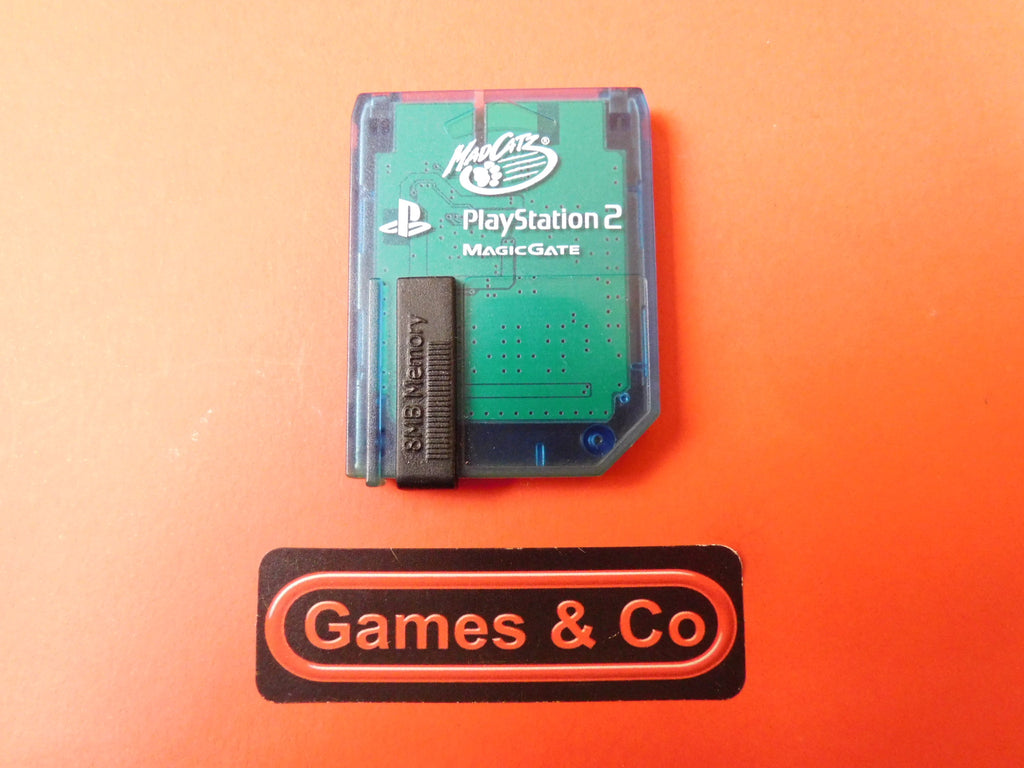 MADCATZ®
PlayStation 2
MAGICGATE
8MB Memory
Games & Co